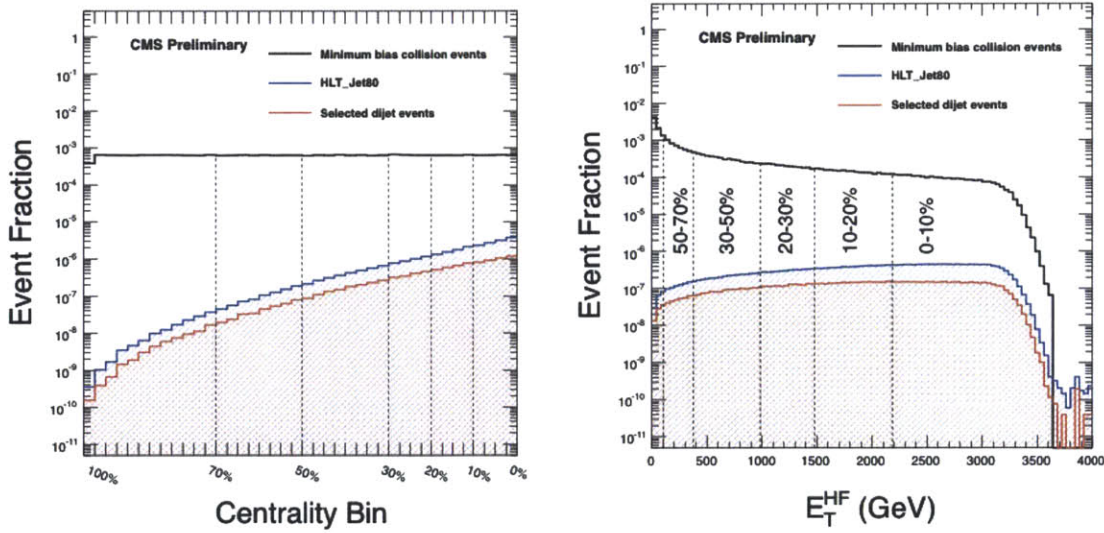 CMS Preliminary
Minimum bias collision events
HLT_Jet80
Selected dijet events
Event Fraction
1
10⁻¹
10⁻²
10⁻³
10⁻⁴
10⁻⁵
10⁻⁶
10⁻⁷
10⁻⁸
10⁻⁹
10⁻¹⁰
10⁻¹¹
100% 70% 50% 30% 20% 10% 0%
Centrality Bin
CMS Preliminary
Minimum bias collision events
HLT_Jet80
Selected dijet events
Event Fraction
1
10⁻¹
10⁻²
10⁻³
10⁻⁴
10⁻⁵
10⁻⁶
10⁻⁷
10⁻⁸
10⁻⁹
10⁻¹⁰
10⁻¹¹
50-70%
30-50%
20-30%
10-20%
0-10%
0 500 1000 1500 2000 2500 3000 3500 4000
E_T^HF (GeV)